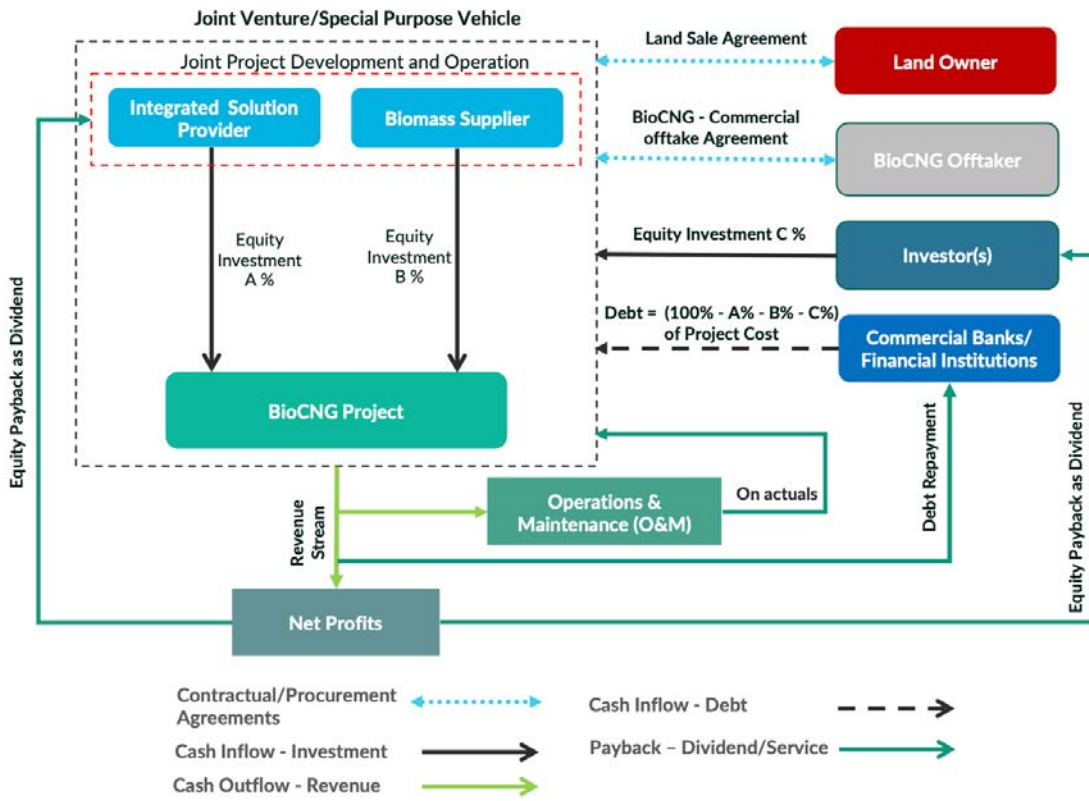 Joint Venture/Special Purpose Vehicle
Joint Project Development and Operation
Integrated Solution
Provider
Biomass Supplier
Land Sale Agreement
Land Owner
BioCNG - Commercial
offtake Agreement
BioCNG Offtaker
Equity
Investment
A %
Equity
Investment
B %
Equity Investment C %
Investor(s)
Debt = (100% - A% - B% - C%)
of Project Cost
Commercial Banks/
Financial Institutions
BioCNG Project
Equity Payback as Dividend
Revenue
Stream
Operations &
Maintenance (O&M)
On actuals
Debt Repayment
Equity Payback as Dividend
Net Profits
Contractual/Procurement
Agreements
Cash Inflow - Debt
Cash Inflow - Investment
Payback – Dividend/Service
Cash Outflow - Revenue